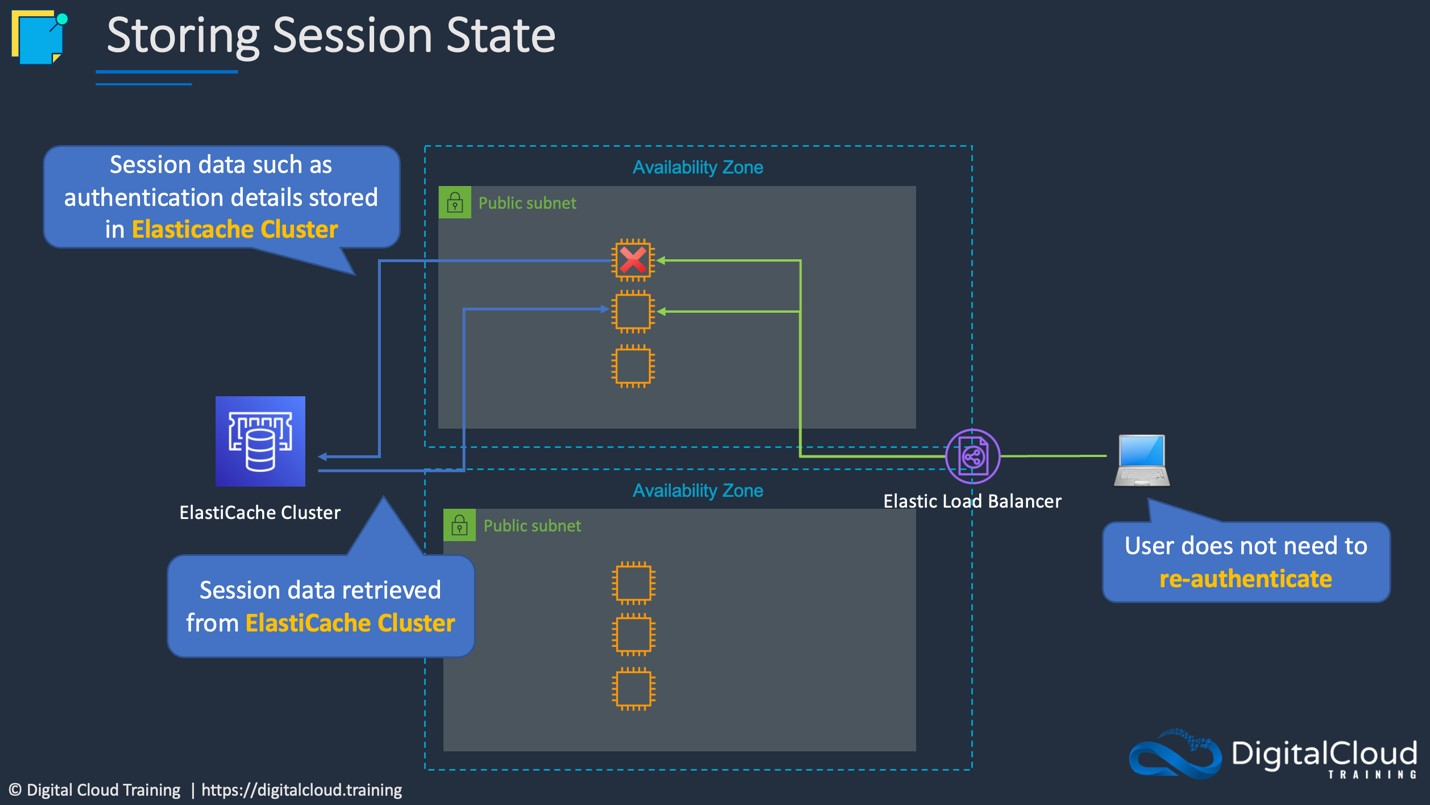 Storing Session State
Session data such as
authentication details stored
in Elasticache Cluster
Availability Zone
Public subnet
ElastiCache Cluster
Elastic Load Balancer
Availability Zone
Public subnet
Session data retrieved
from ElastiCache Cluster
User does not need to
re-authenticate
DigitalCloud
TRAINING
© Digital Cloud Training | https://digitalcloud.training